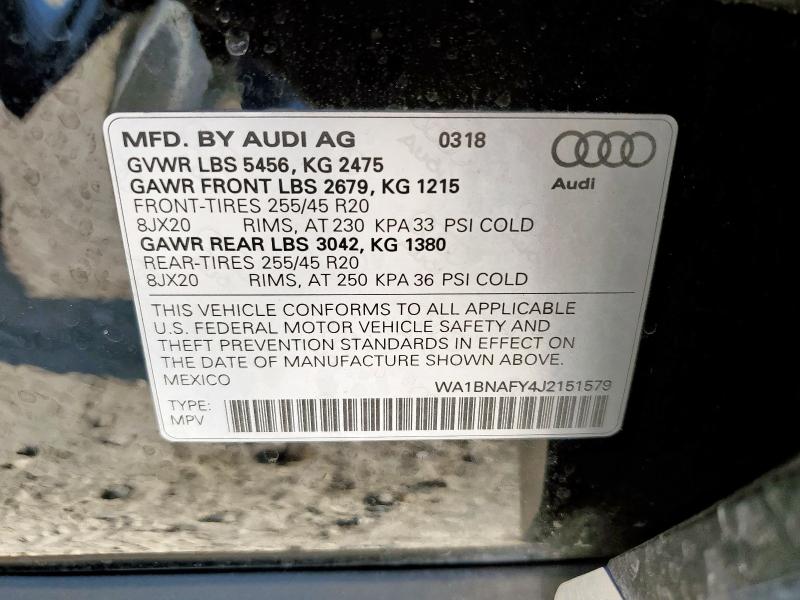 MFD. BY AUDI AG 0318
GVWR LBS 5456, KG 2475
GAWR FRONT LBS 2679, KG 1215
Audi
FRONT-TIRES 255/45 R20
8JX20 RIMS, AT 230 KPA 33 PSI COLD
GAWR REAR LBS 3042, KG 1380
REAR-TIRES 255/45 R20
8JX20 RIMS, AT 250 KPA 36 PSI COLD
THIS VEHICLE CONFORMS TO ALL APPLICABLE
U.S. FEDERAL MOTOR VEHICLE SAFETY AND
THEFT PREVENTION STANDARDS IN EFFECT ON
THE DATE OF MANUFACTURE SHOWN ABOVE.
MEXICO WA1BNAFY4J2151579
TYPE:
MPV